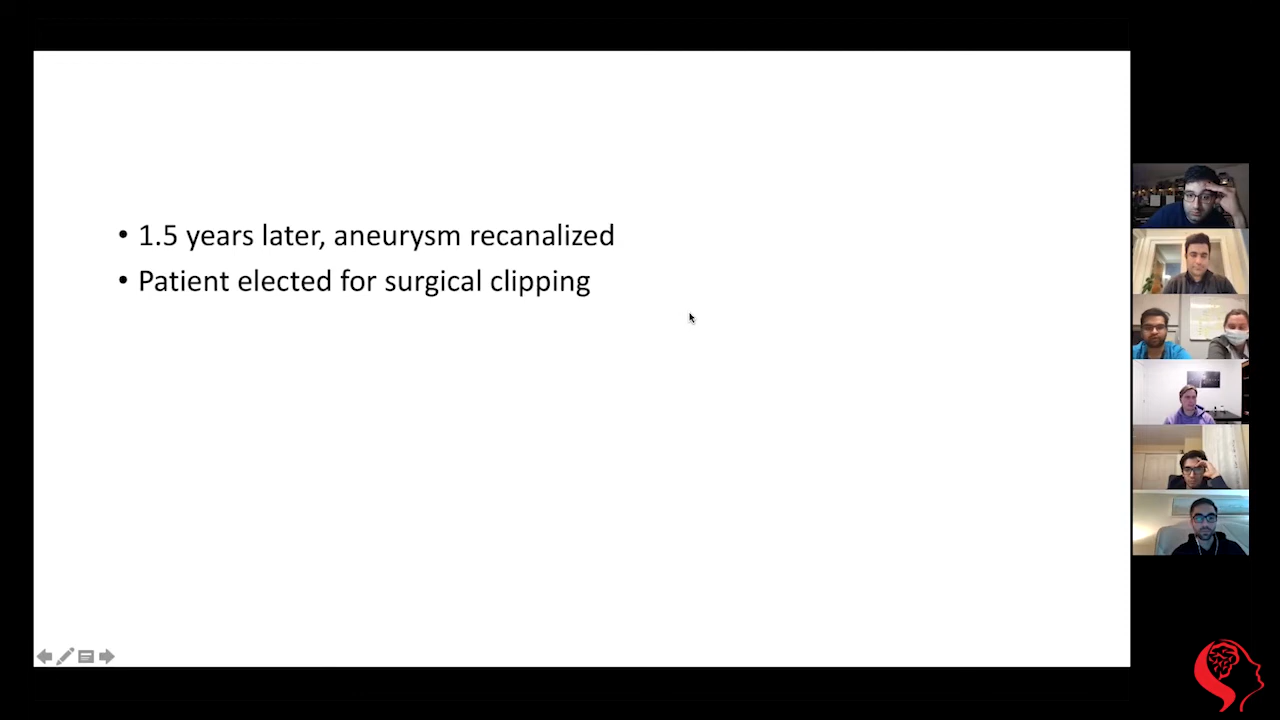 • 1.5 years later, aneurysm recanalized
• Patient elected for surgical clipping